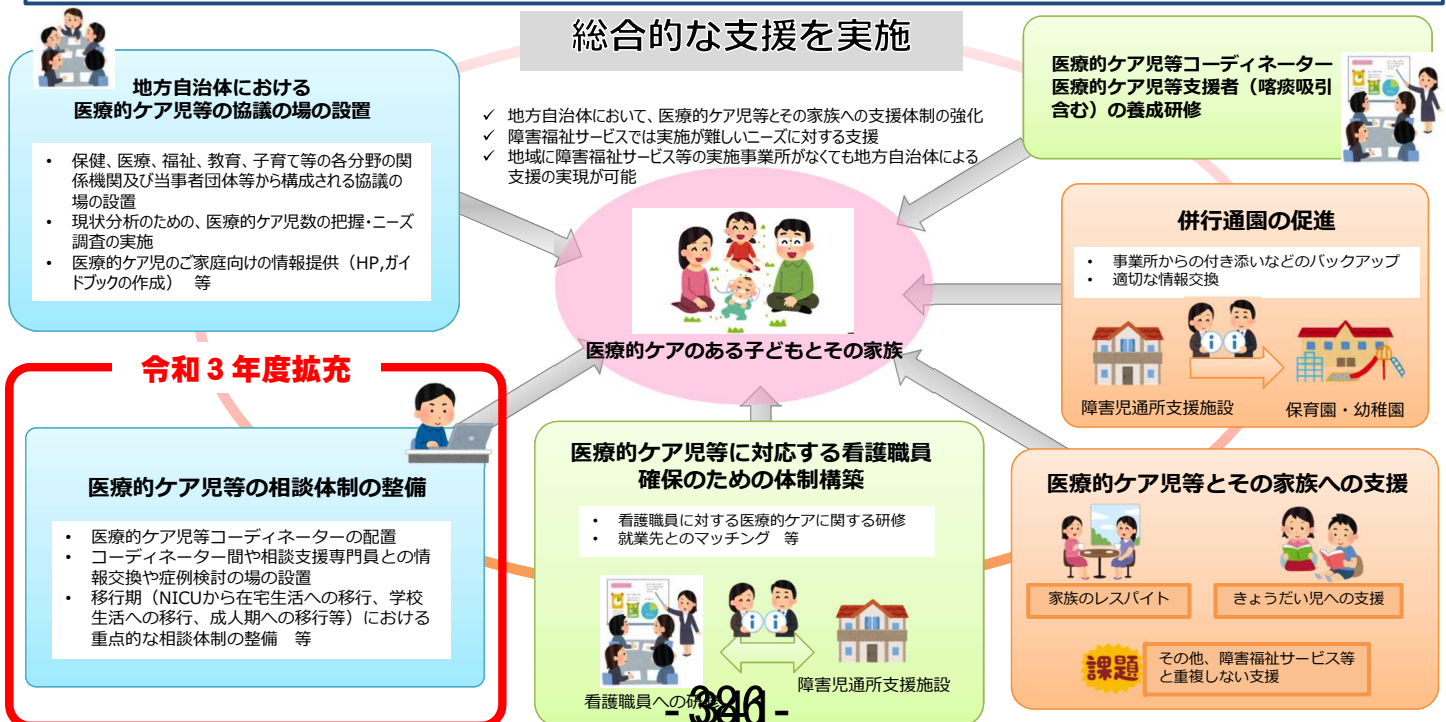 総合的な支援を実施
地方自治体における
医療的ケア児等の協議の場の設置
• 保健、医療、福祉、教育、子育て等の各分野の関
係機関及び当事者団体等から構成される協議の
場の設置
• 現状分析のための、医療的ケア児数の把握・ニーズ
調査の実施
• 医療的ケア児のご家庭向けの情報提供（HP,ガイ
ドブックの作成） 等
✓ 地方自治体において、医療的ケア児等とその家族への支援体制の強化
✓ 障害福祉サービスでは実施が難しいニーズに対する支援
✓ 地域に障害福祉サービス等の実施事業所がなくても地方自治体による
支援の実現が可能
医療的ケア児等コーディネーター
医療的ケア児等支援者（喀痰吸引
含む）の養成研修
併行通園の促進
• 事業所からの付き添いなどのバックアップ
• 適切な情報交換
障害児通所支援施設
保育園・幼稚園
医療的ケアのある子どもとその家族
令和３年度拡充
医療的ケア児等の相談体制の整備
• 医療的ケア児等コーディネーターの配置
• コーディネーター間や相談支援専門員との情
報交換や症例検討の場の設置
• 移行期（NICUから在宅生活への移行、学校
生活への移行、成人期への移行等）における
重点的な相談体制の整備 等
医療的ケア児等に対応する看護職員
確保のための体制構築
• 看護職員に対する医療的ケアに関する研修
• 就業先とのマッチング 等
看護職員への研
障害児通所支援施設
医療的ケア児等とその家族への支援
家族のレスパイト
きょうだい児への支援
課題
その他、障害福祉サービス等
と重複しない支援